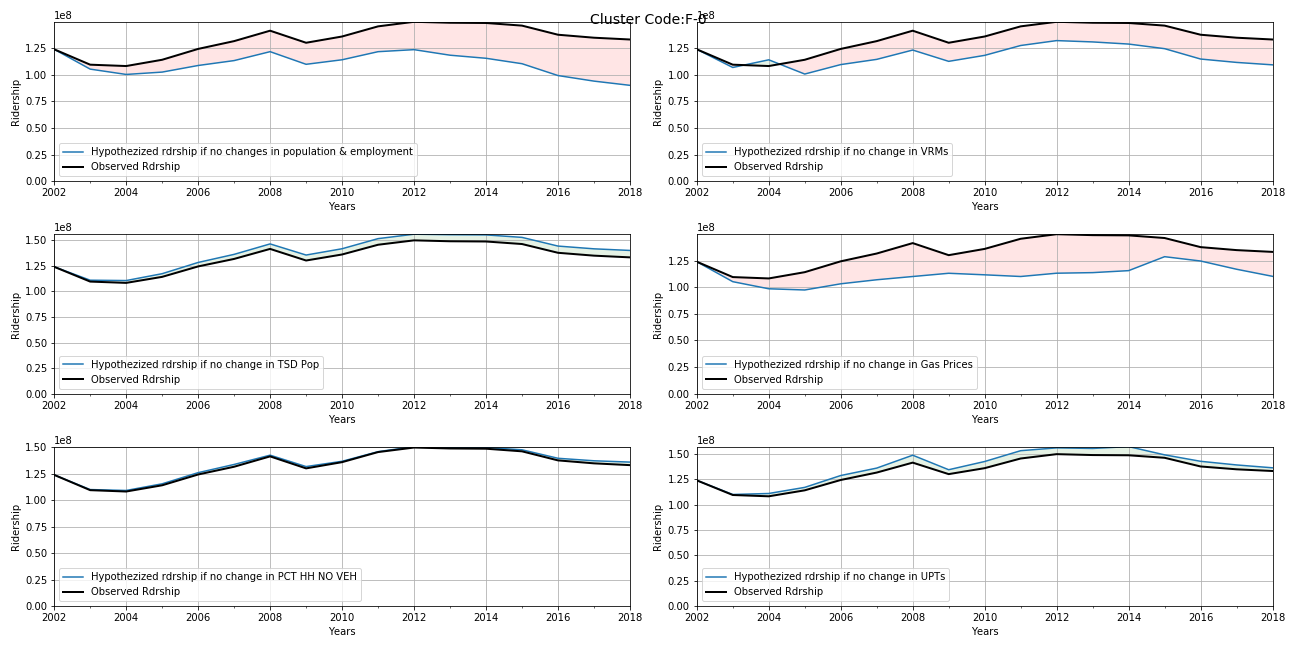 Cluster Code:F-0
1e8
1.25
1.00
0.75
0.50
0.25
0.00
Ridership
Hypothezized rdrship if no changes in population & employment
Observed Rdrship
2002 2004 2006 2008 2010 2012 2014 2016 2018
Years
1e8
1.25
1.00
0.75
0.50
0.25
0.00
Ridership
Hypothezized rdrship if no change in VRMs
Observed Rdrship
2002 2004 2006 2008 2010 2012 2014 2016 2018
Years
1e8
1.50
1.25
1.00
0.75
0.50
0.25
0.00
Ridership
Hypothezized rdrship if no change in TSD Pop
Observed Rdrship
2002 2004 2006 2008 2010 2012 2014 2016 2018
Years
1e8
1.25
1.00
0.75
0.50
0.25
0.00
Ridership
Hypothezized rdrship if no change in Gas Prices
Observed Rdrship
2002 2004 2006 2008 2010 2012 2014 2016 2018
Years
1e8
1.50
1.25
1.00
0.75
0.50
0.25
0.00
Ridership
Hypothezized rdrship if no change in PCT HH NO VEH
Observed Rdrship
2002 2004 2006 2008 2010 2012 2014 2016 2018
Years
1e8
1.50
1.25
1.00
0.75
0.50
0.25
0.00
Ridership
Hypothezized rdrship if no change in UPTs
Observed Rdrship
2002 2004 2006 2008 2010 2012 2014 2016 2018
Years